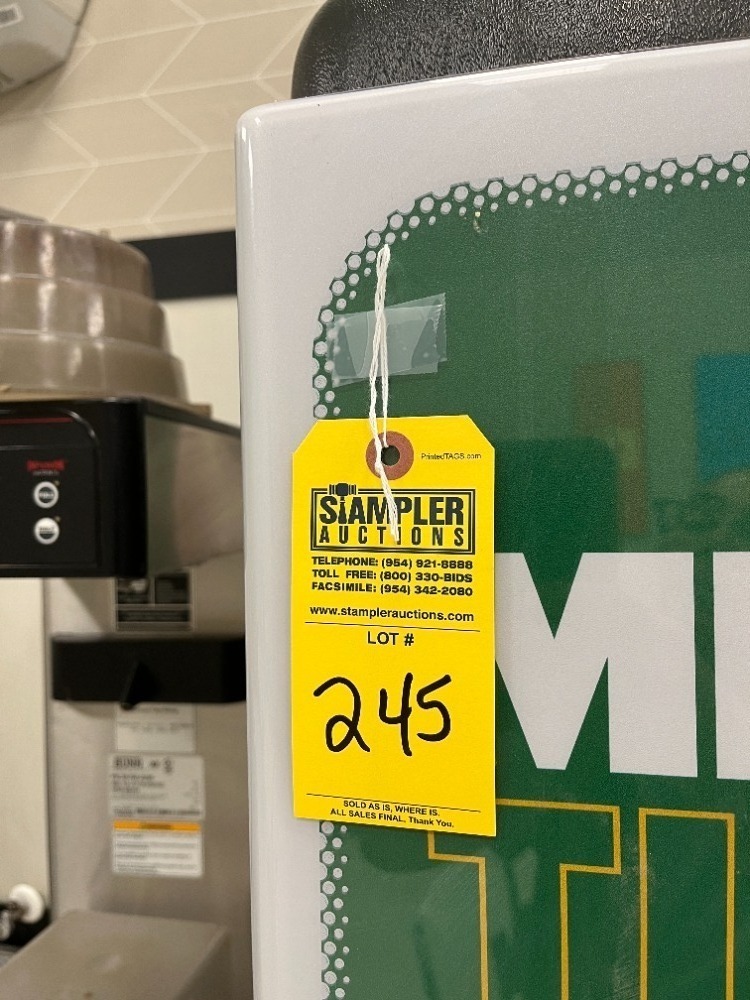 PrintedTAGS.com
STAMPLER
AUCTIONS
TELEPHONE: (954) 921-8888
TOLL FREE: (800) 330-BIDS
FACSIMILE: (954) 342-2080
www.stamplerauctions.com
LOT #
245
SOLD AS IS, WHERE IS.
ALL SALES FINAL, Thank You.
BUNN